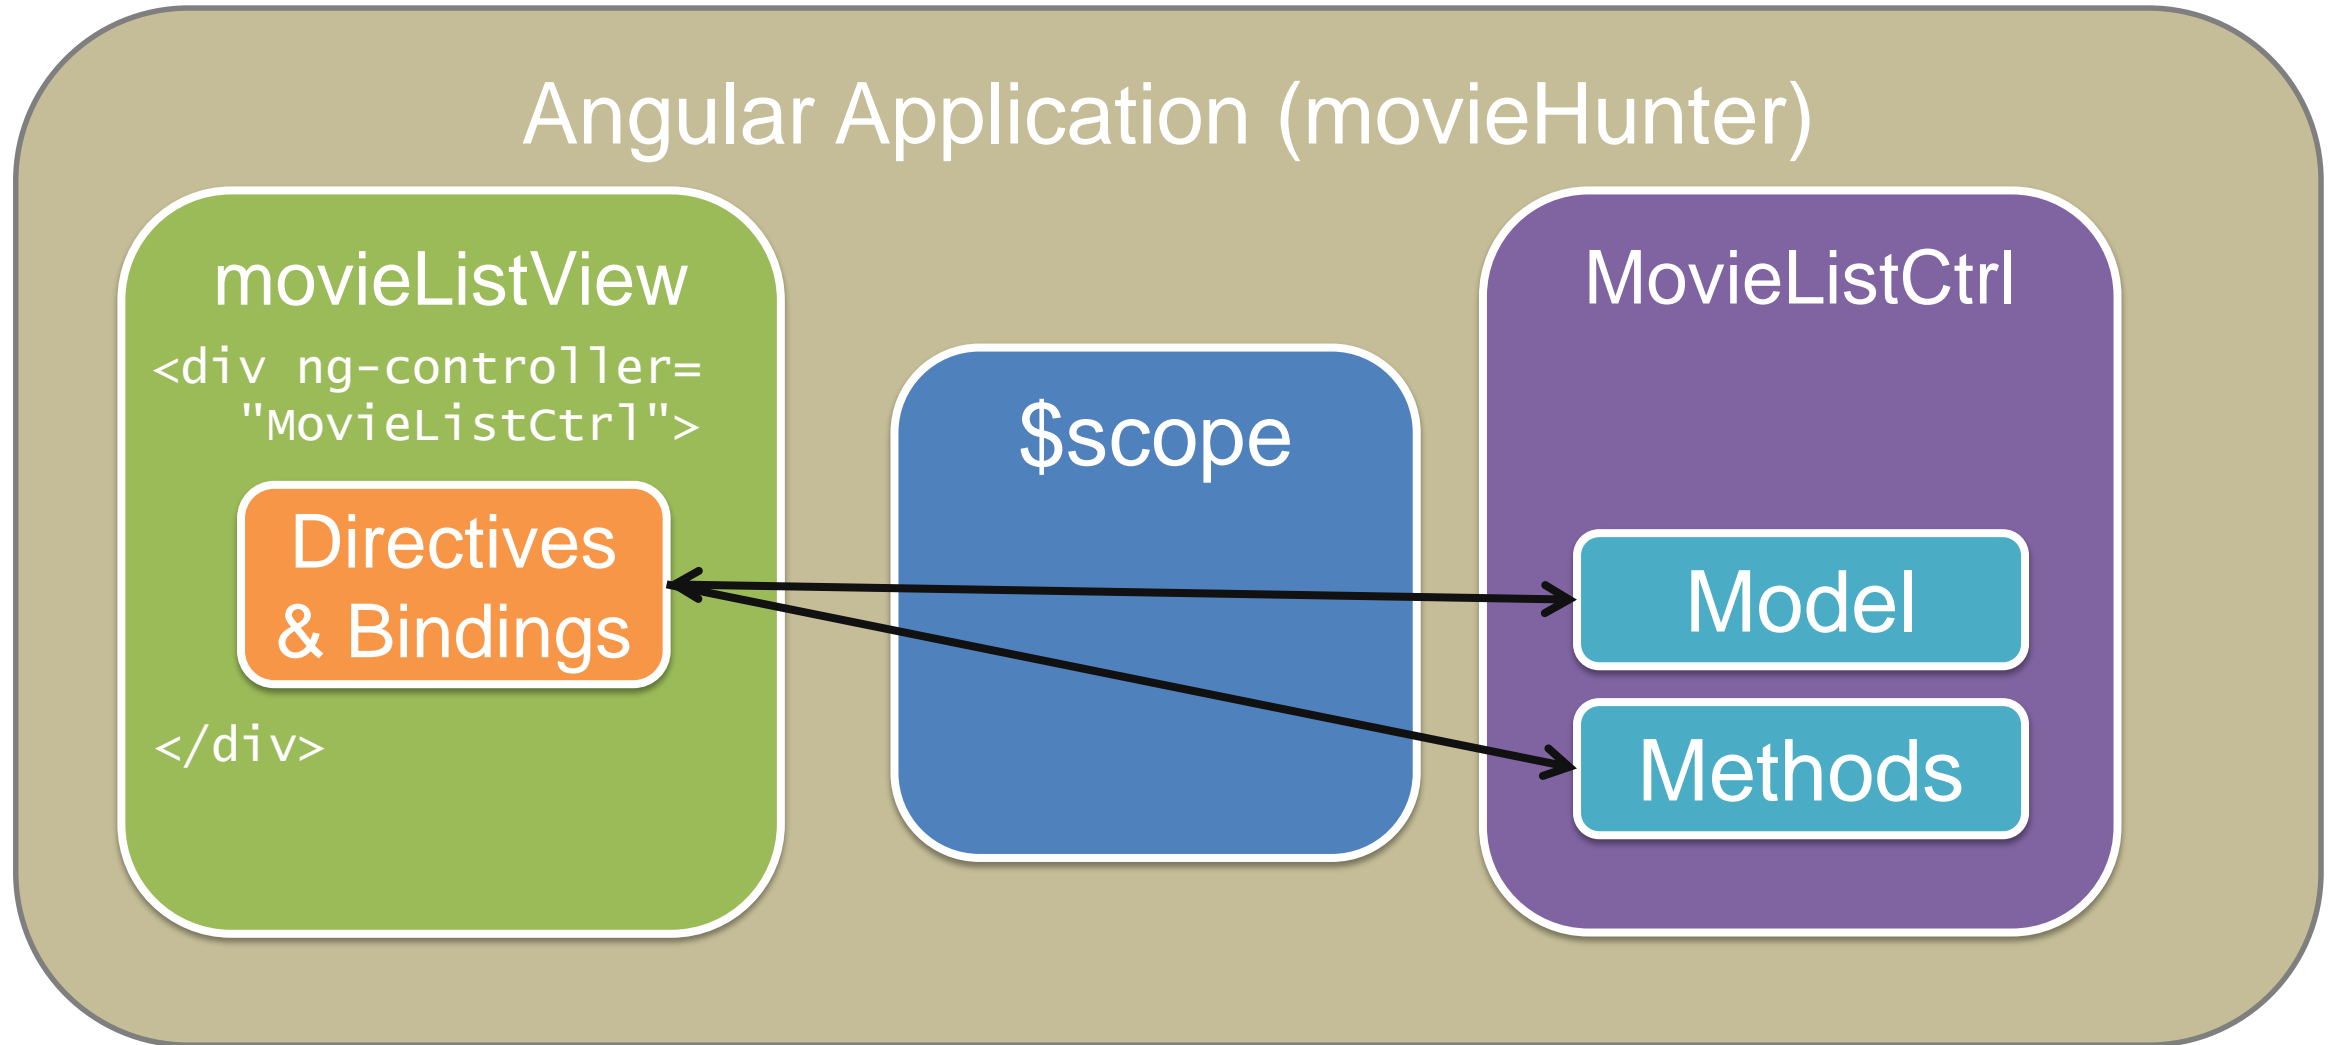 Angular Application (movieHunter)
movieListView
<div ng-controller=
"MovieListCtrl">
Directives
& Bindings
</div>
$scope
MovieListCtrl
Model
Methods